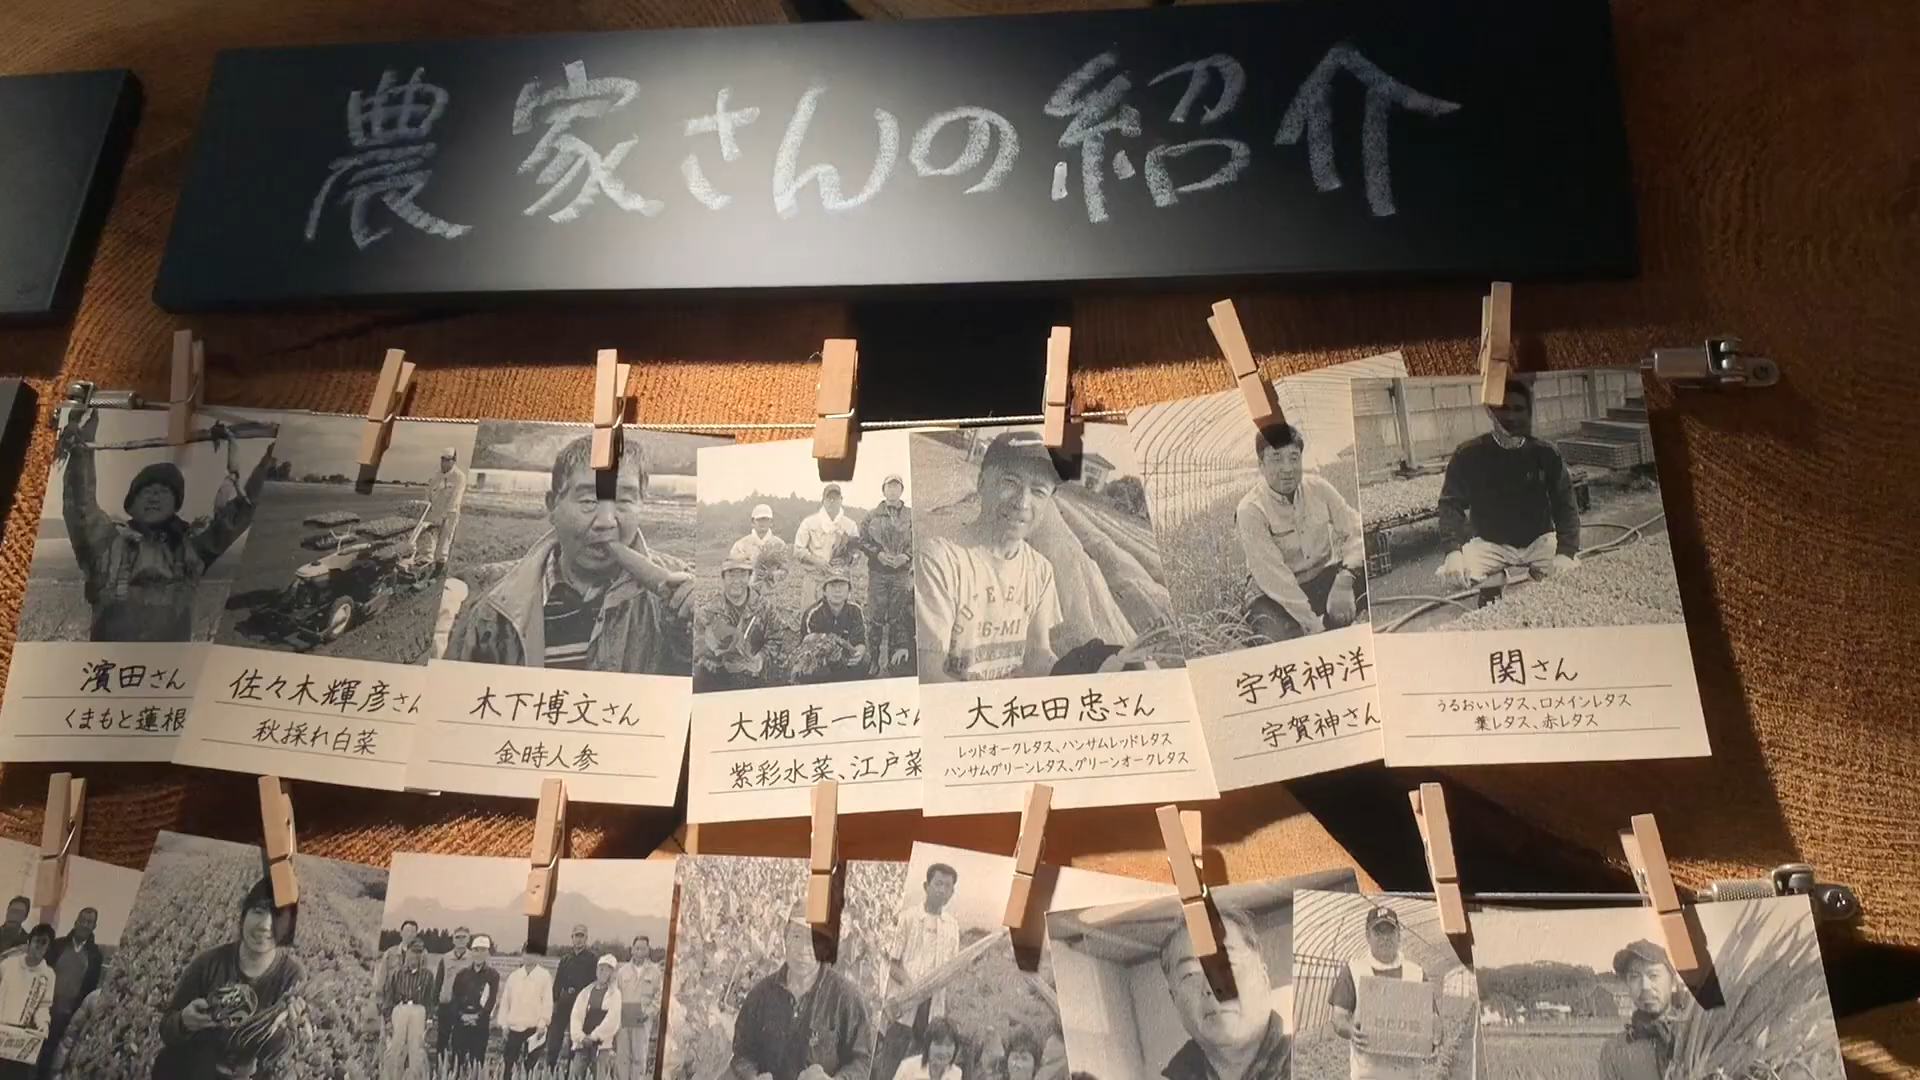 農家さんの紹介
濱田さん
くまもと蓮根
佐々木輝彦さん
秋採れ白菜
木下博文さん
金時人参
大槻真一郎さん
紫彩水菜、江戸菜
大和田忠さん
レッドオークレタス、ハンサムレッドレタス
ハンサムグリーンレタス、グリーンオークレタス
宇賀神洋
宇賀神さん
関さん
うるおいレタス、ロメインレタス
葉レタス、赤レタス